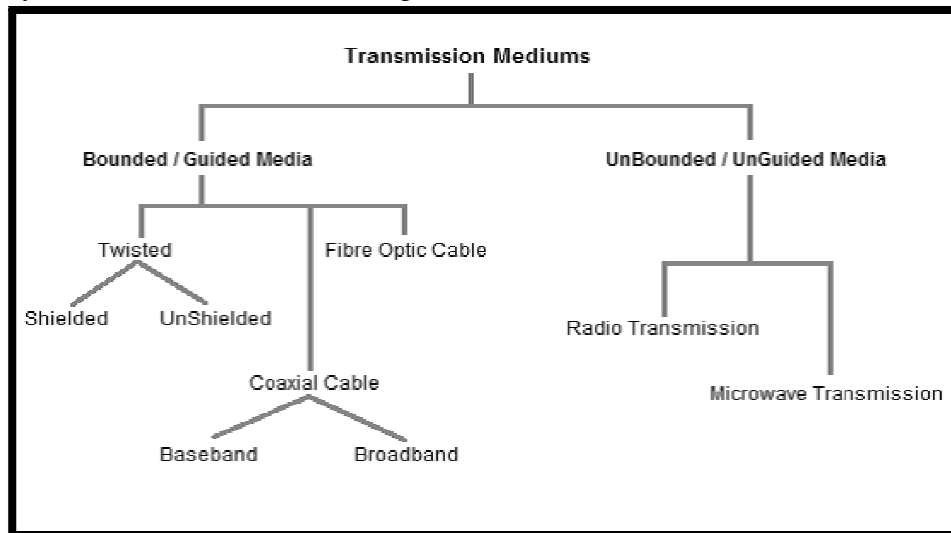 Transmission Mediums
Bounded / Guided Media
UnBounded / UnGuided Media
Twisted
Fibre Optic Cable
Shielded
UnShielded
Radio Transmission
Coaxial Cable
Microwave Transmission
Baseband
Broadband